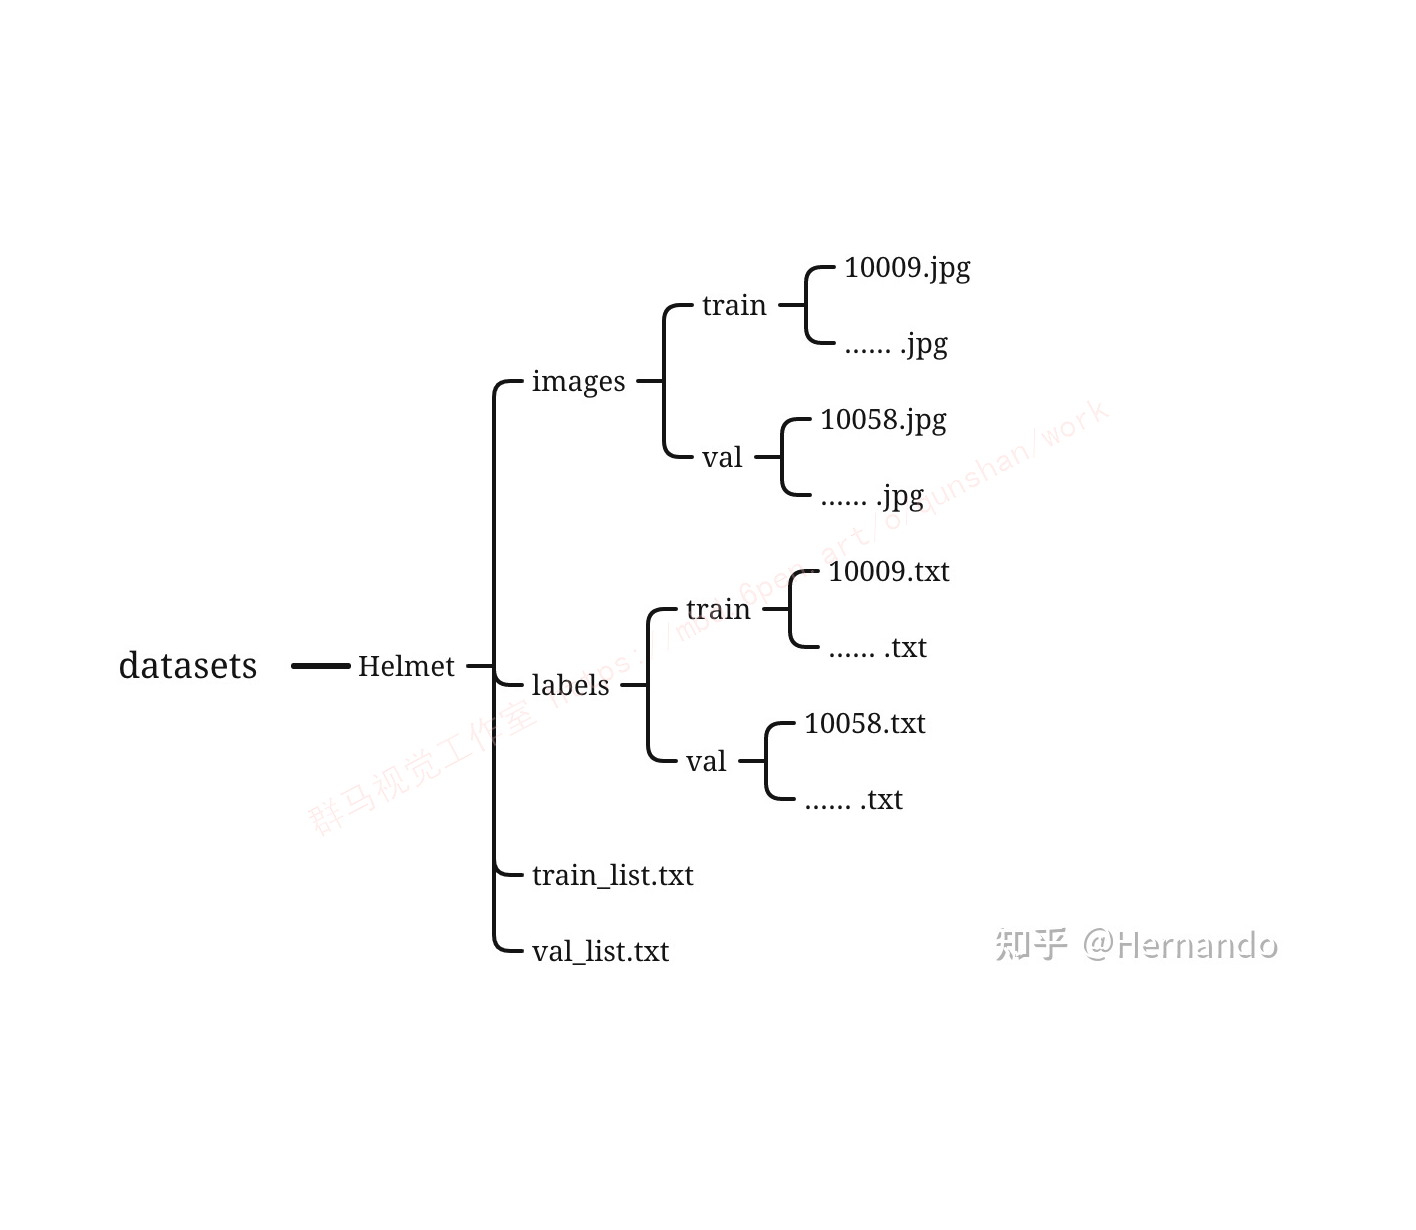 10009.jpg
train
...... .jpg
images
10058.jpg
val
...... .jpg
10009.txt
train
...... .txt
datasets
Helmet
labels
10058.txt
val
...... .txt
train_list.txt
val_list.txt
群马视觉工作室 https://mbd.6pen.art/o/qunshan/work
知乎 @Hernando